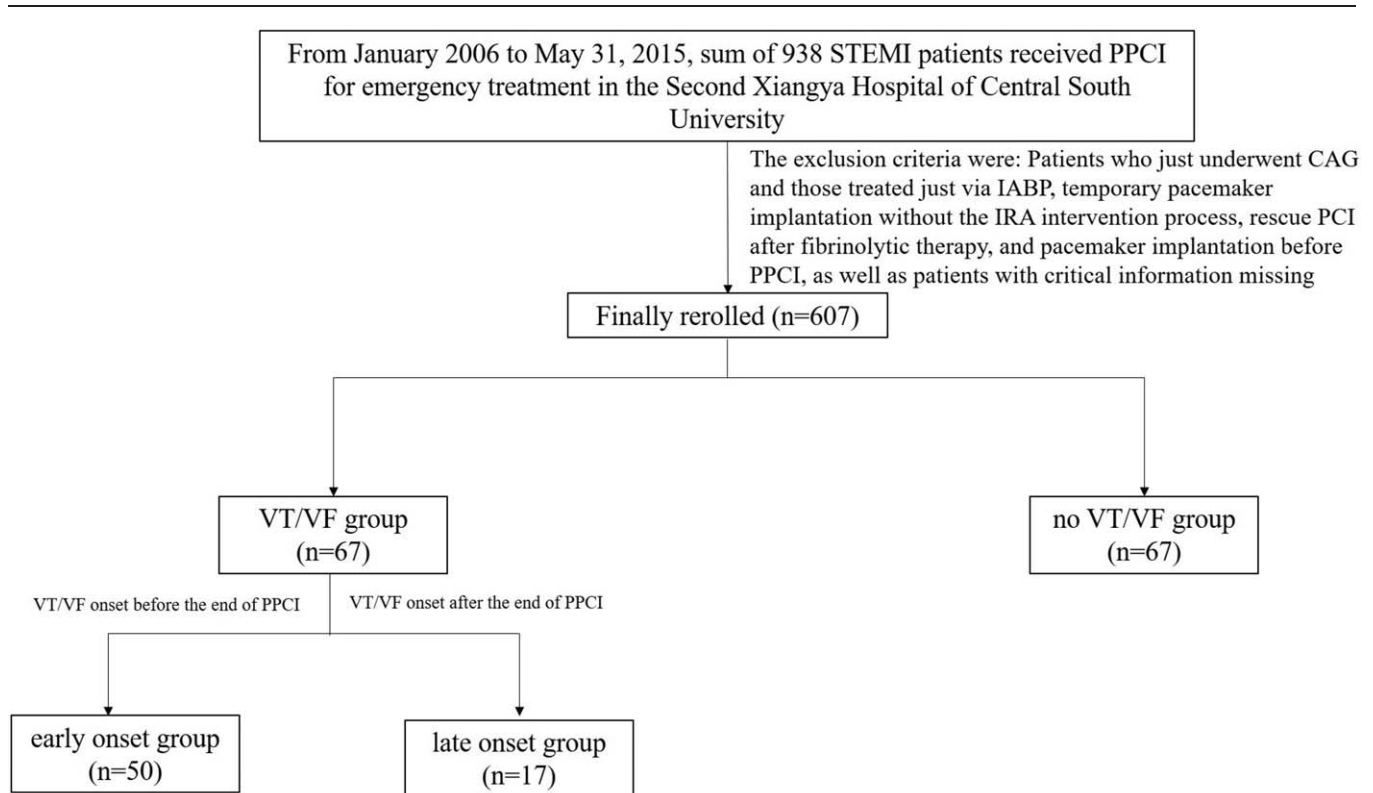 From January 2006 to May 31, 2015, sum of 938 STEMI patients received PPCI
for emergency treatment in the Second Xiangya Hospital of Central South
University
The exclusion criteria were: Patients who just underwent CAG
and those treated just via IABP, temporary pacemaker
implantation without the IRA intervention process, rescue PCI
after fibrinolytic therapy, and pacemaker implantation before
PPCI, as well as patients with critical information missing
Finally rerolled (n=607)
VT/VF group
(n=67)
no VT/VF group
(n=67)
VT/VF onset before the end of PPCI
VT/VF onset after the end of PPCI
early onset group
(n=50)
late onset group
(n=17)